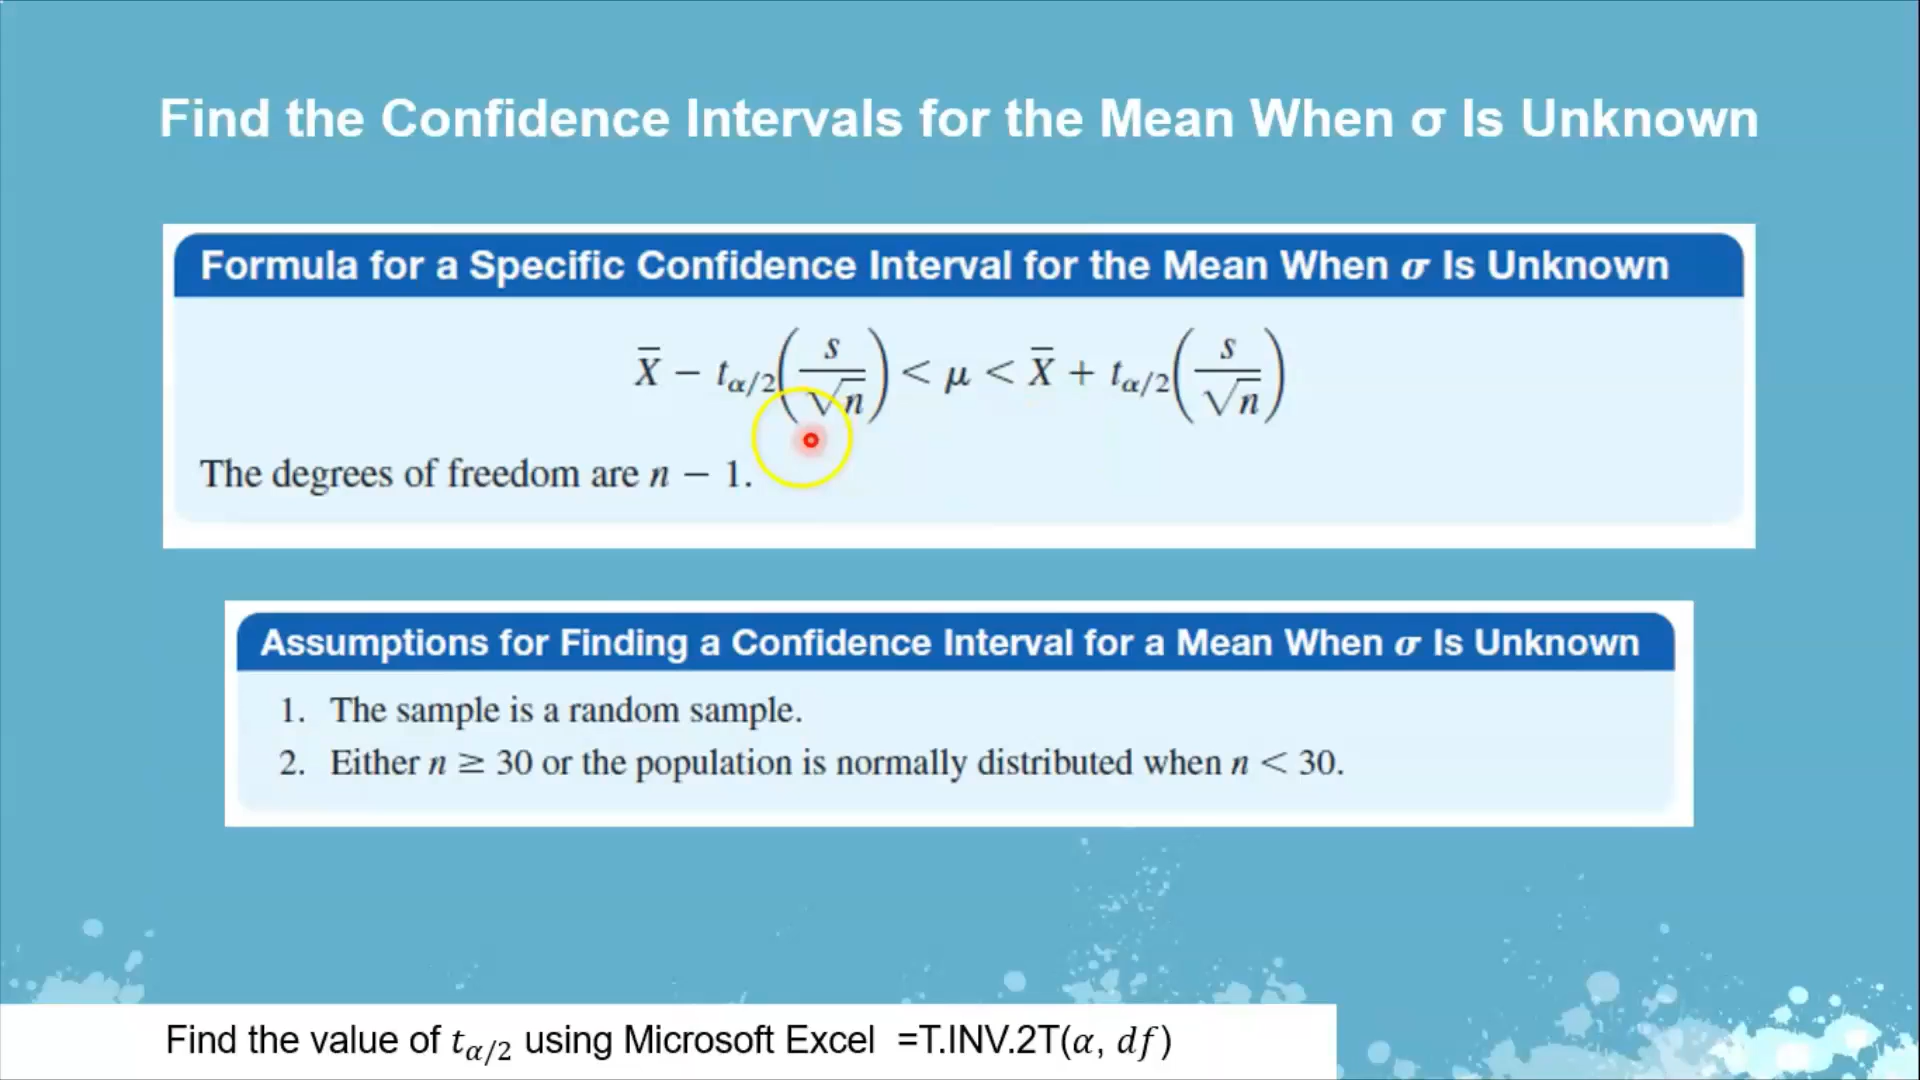 Find the Confidence Intervals for the Mean When σ Is Unknown
Formula for a Specific Confidence Interval for the Mean When σ Is Unknown
X̄ − t_{α/2}(s/√n) < μ < X̄ + t_{α/2}(s/√n)
The degrees of freedom are n − 1.
Assumptions for Finding a Confidence Interval for a Mean When σ Is Unknown
1. The sample is a random sample.
2. Either n ≥ 30 or the population is normally distributed when n < 30.
Find the value of t_{α/2} using Microsoft Excel =T.INV.2T(α, df)